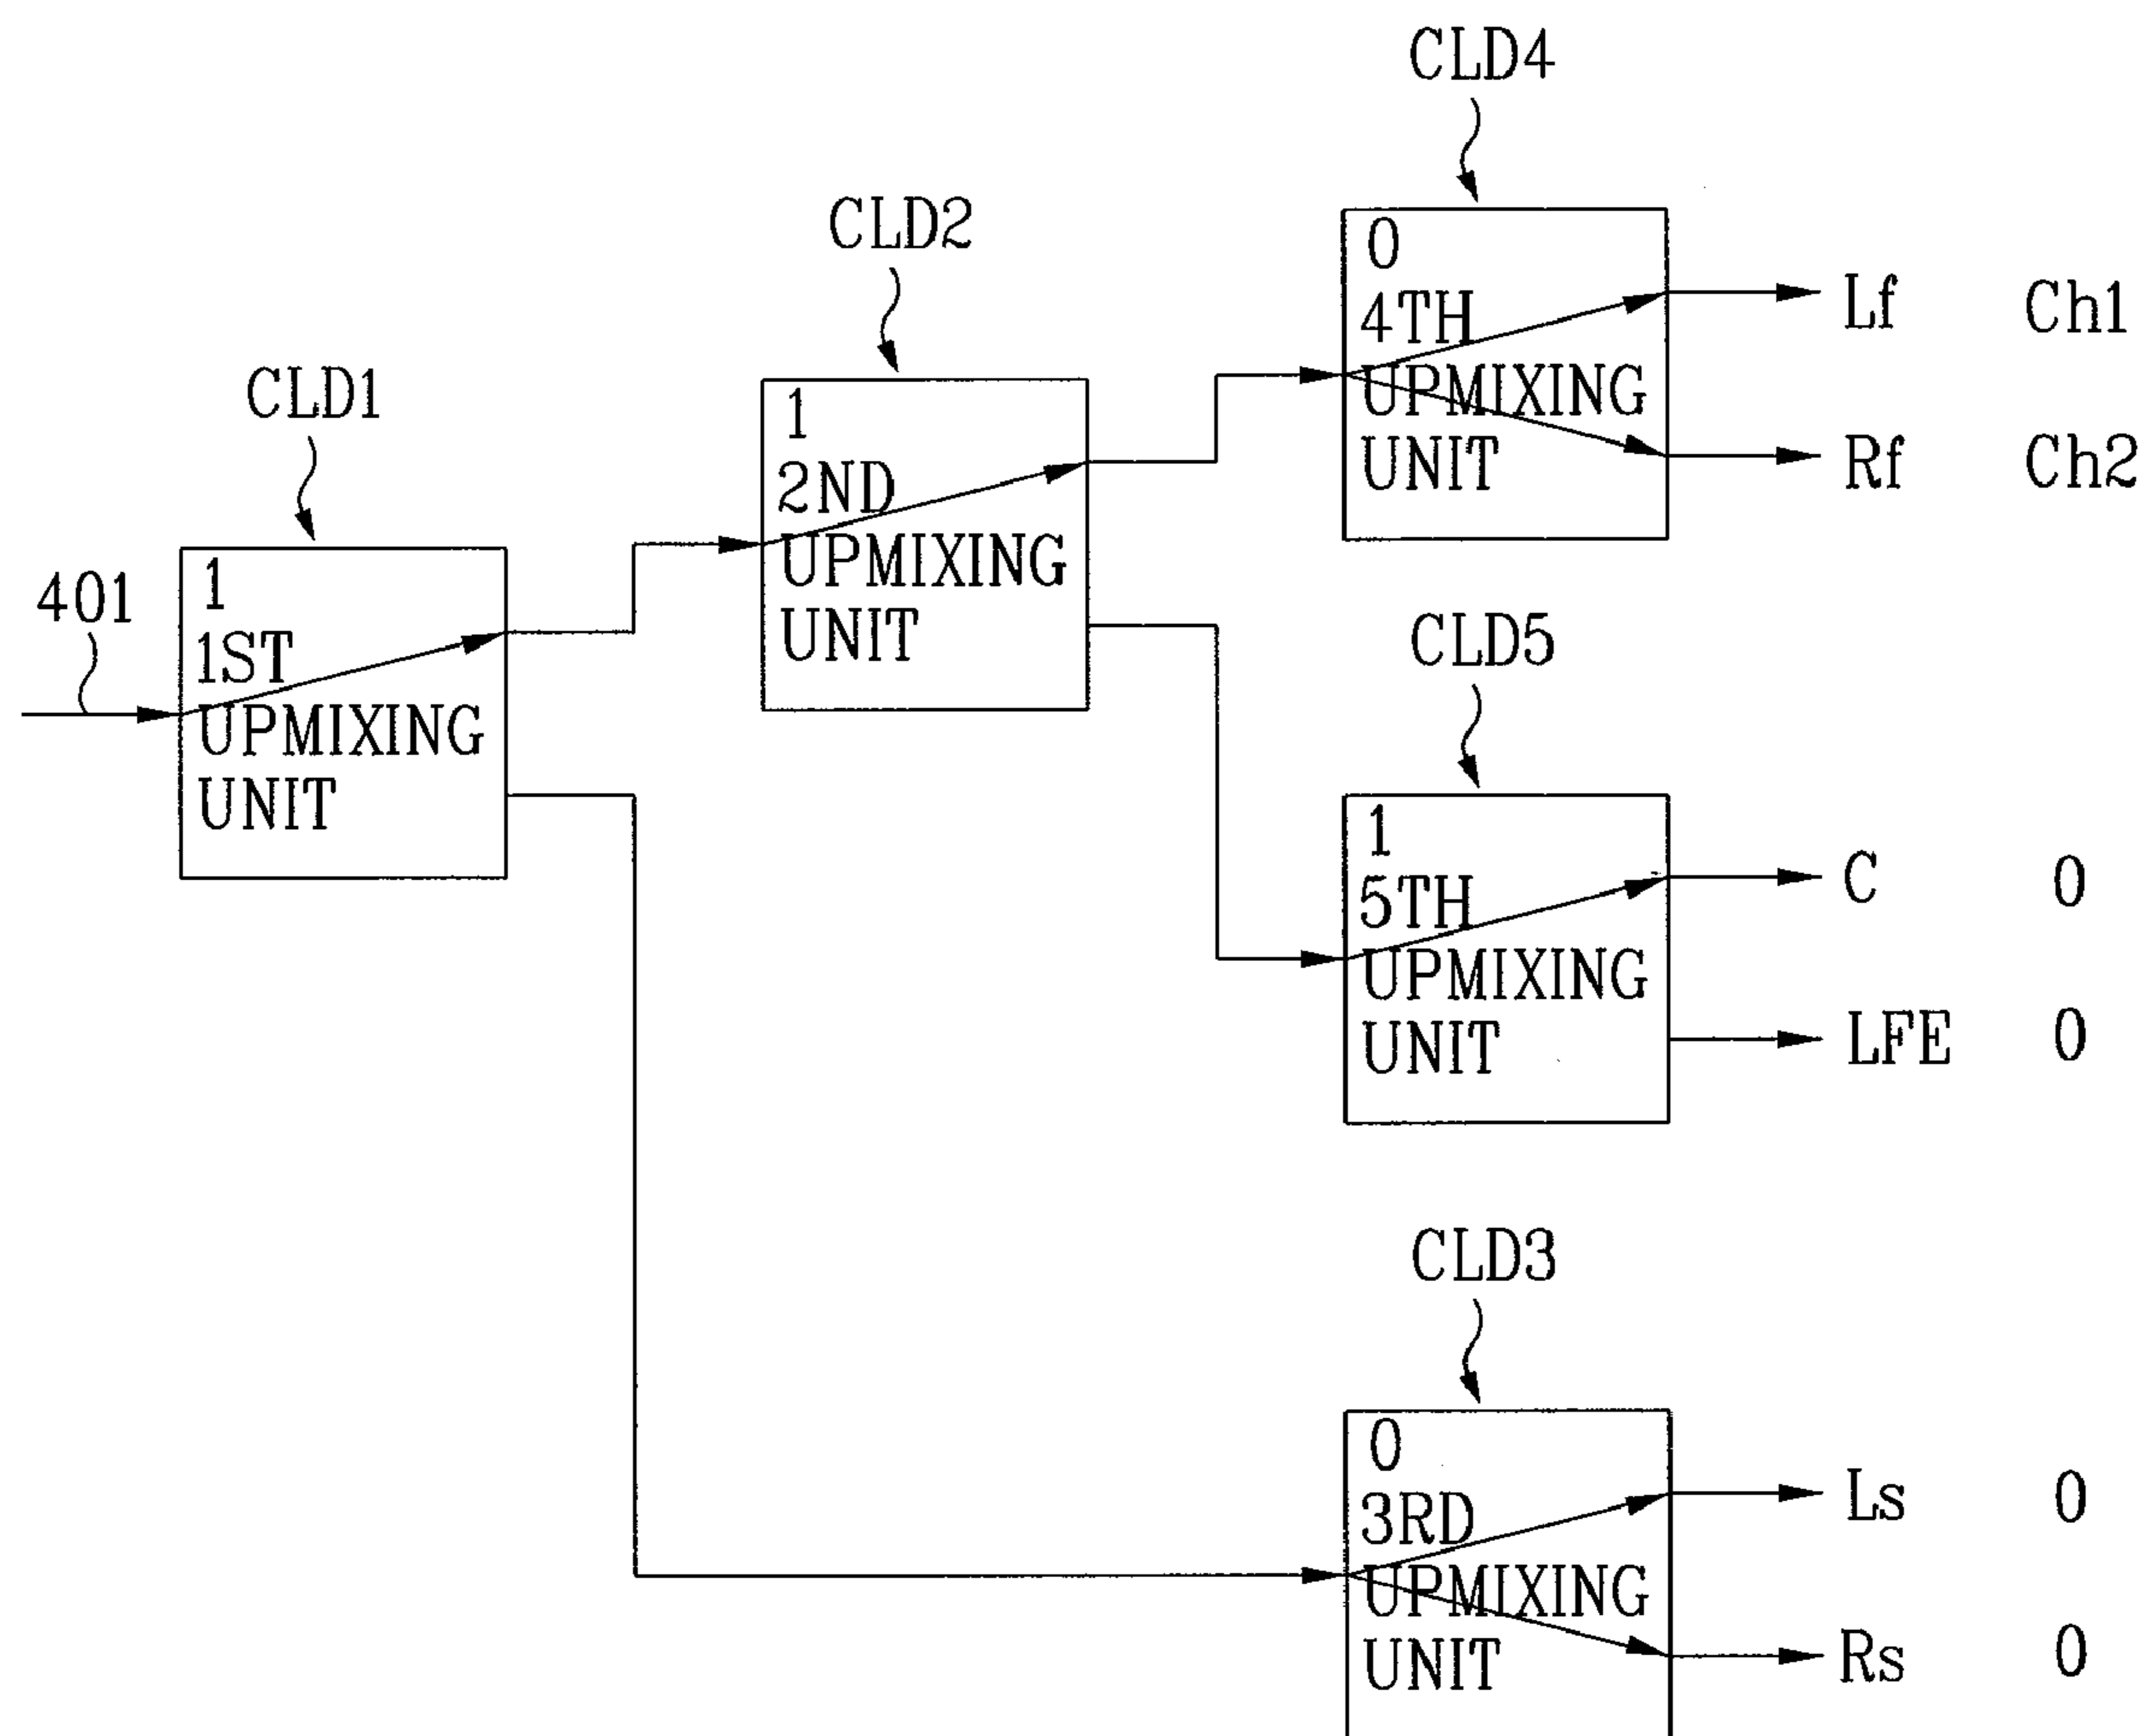 CLD4
0
4TH
UPMIXING
UNIT
Lf Ch1
Rf Ch2
CLD2
1
2ND
UPMIXING
UNIT
CLD1
1
1ST
UPMIXING
UNIT
401
CLD5
1
5TH
UPMIXING
UNIT
C 0
LFE 0
CLD3
0
3RD
UPMIXING
UNIT
Ls 0
Rs 0